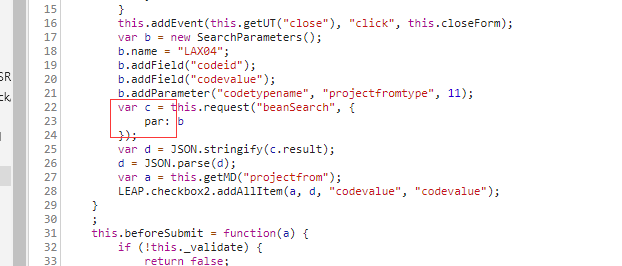 15 }
16 this.addEvent(this.getUT("close"), "click", this.closeForm);
17 var b = new SearchParameters();
18 b.name = "LAX04";
19 b.addField("codeid");
20 b.addField("codevalue");
21 b.addParameter("codetypename", "projectfromtype", 11);
22 var c = this.request("beanSearch", {
23 par: b
24 });
25 var d = JSON.stringify(c.result);
26 d = JSON.parse(d);
27 var a = this.getMD("projectfrom");
28 LEAP.checkbox2.addAllItem(a, d, "codevalue", "codevalue");
29 }
30 ;
31 this.beforeSubmit = function(a) {
32 if (!this._validate) {
33 return false;
SR